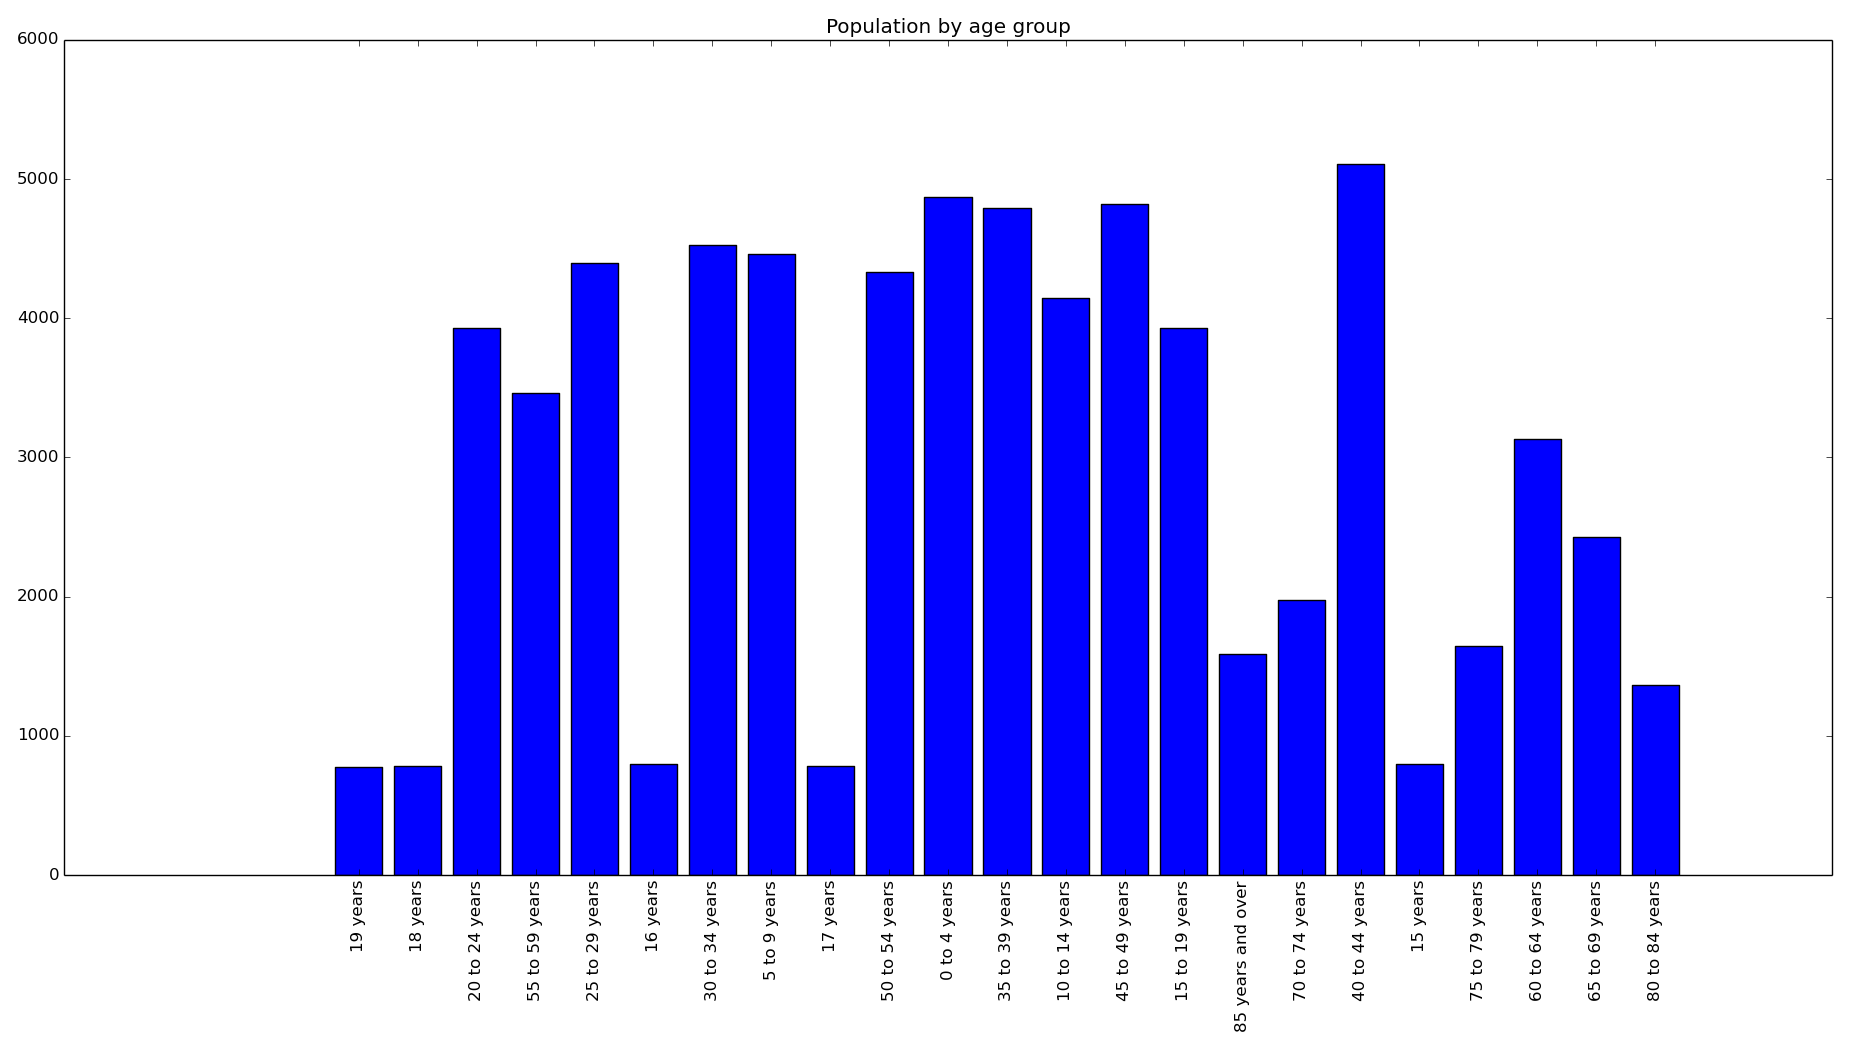 Population by age group
6000
5000
4000
3000
2000
1000
0
19 years
18 years
20 to 24 years
55 to 59 years
25 to 29 years
16 years
30 to 34 years
5 to 9 years
17 years
50 to 54 years
0 to 4 years
35 to 39 years
10 to 14 years
45 to 49 years
15 to 19 years
85 years and over
70 to 74 years
40 to 44 years
15 years
75 to 79 years
60 to 64 years
65 to 69 years
80 to 84 years